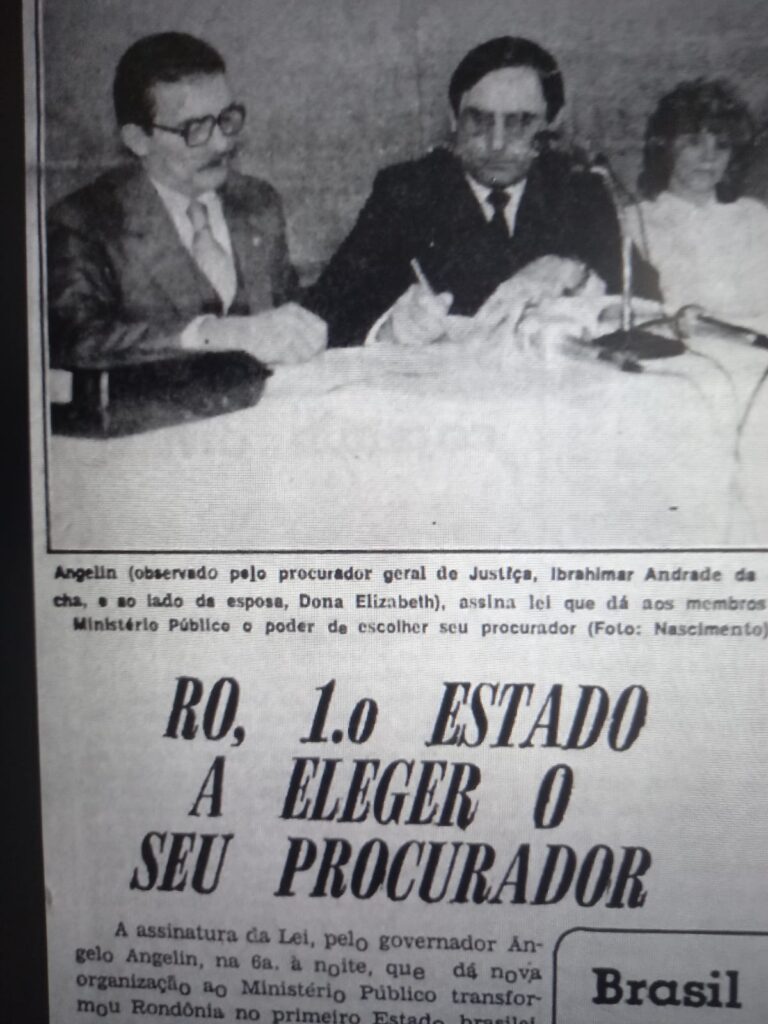 Angelin (observado pelo procurador geral de Justiça, Ibrahimar Andrade da
cha, e ao lado da esposa, Dona Elizabeth), assina lei que dá aos membros
Ministério Público o poder de escolher seu procurador (Foto: Nascimento)
RO, 1.o ESTADO
A ELEGER O
SEU PROCURADOR
A assinatura da Lei, pelo governador Ân-
gelo Angelin, na 6a. à noite, que dá nova
organização ao Ministério Público transfor-
mou Rondônia no primeiro Estado brasilei-
Brasil